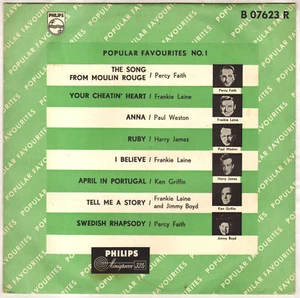 PHILIPS
B 07623 R
POPULAR FAVOURITES NO. 1
THE SONG
FROM MOULIN ROUGE / Percy Faith
YOUR CHEATIN' HEART / Frankie Laine
ANNA / Paul Weston
RUBY / Harry James
I BELIEVE / Frankie Laine
APRIL IN PORTUGAL / Ken Griffin
TELL ME A STORY / Frankie Laine
and Jimmy Boyd
SWEDISH RHAPSODY / Percy Faith
Percy Faith
Frankie Laine
Paul Weston
Harry James
Ken Griffin
Jimmy Boyd
PHILIPS
Minigroove 33⅓
POPULAR FAVOURITES